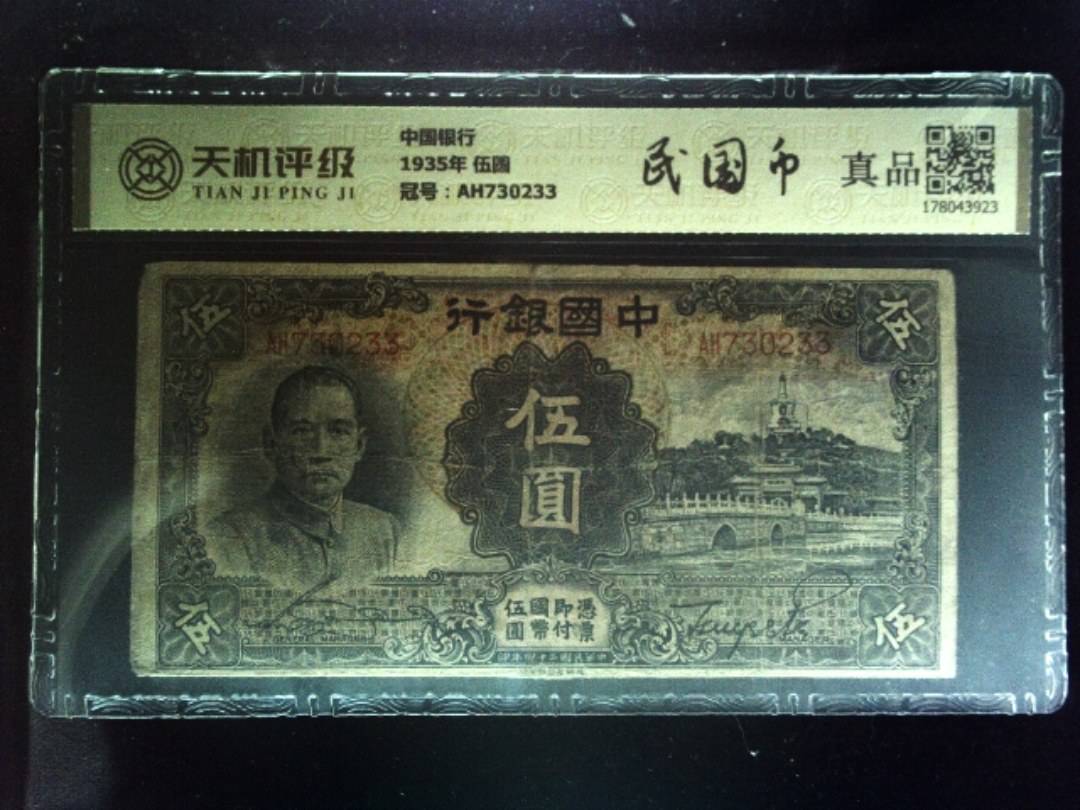 天机评级
TIAN JI PING JI
中国银行
1935年 伍圆
冠号：AH730233
民国币
真品
178043923
伍
行銀國中
伍
AH730233
AH730233
伍
圓
憑票
即付
國幣
伍圓
伍
伍